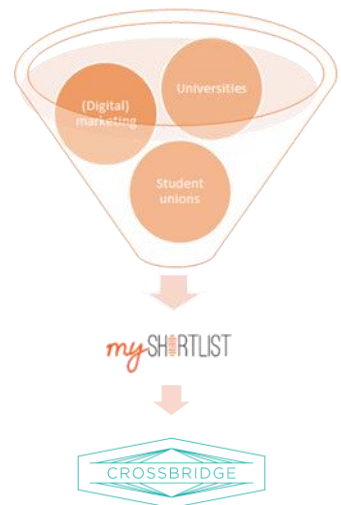 Universities
(Digital)
marketing
Student
unions
mySHORTLIST
CROSSBRIDGE